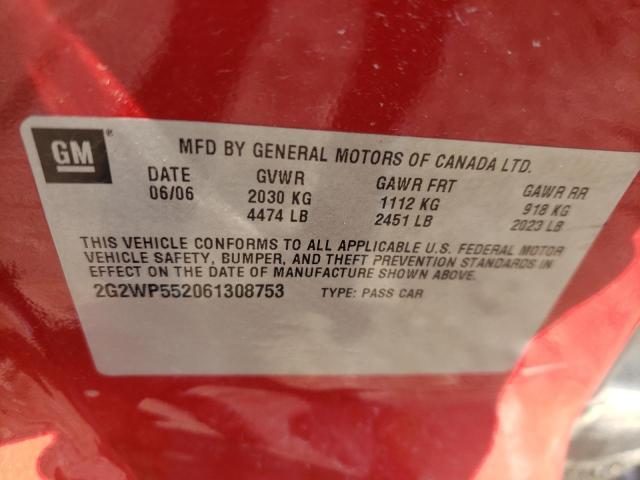 GM®
MFD BY GENERAL MOTORS OF CANADA LTD.
DATE GVWR GAWR FRT GAWR RR
06/06 2030 KG 1112 KG 918 KG
4474 LB 2451 LB 2023 LB
THIS VEHICLE CONFORMS TO ALL APPLICABLE U.S. FEDERAL MOTOR
VEHICLE SAFETY, BUMPER, AND THEFT PREVENTION STANDARDS IN
EFFECT ON THE DATE OF MANUFACTURE SHOWN ABOVE.
2G2WP552061308753 TYPE: PASS CAR